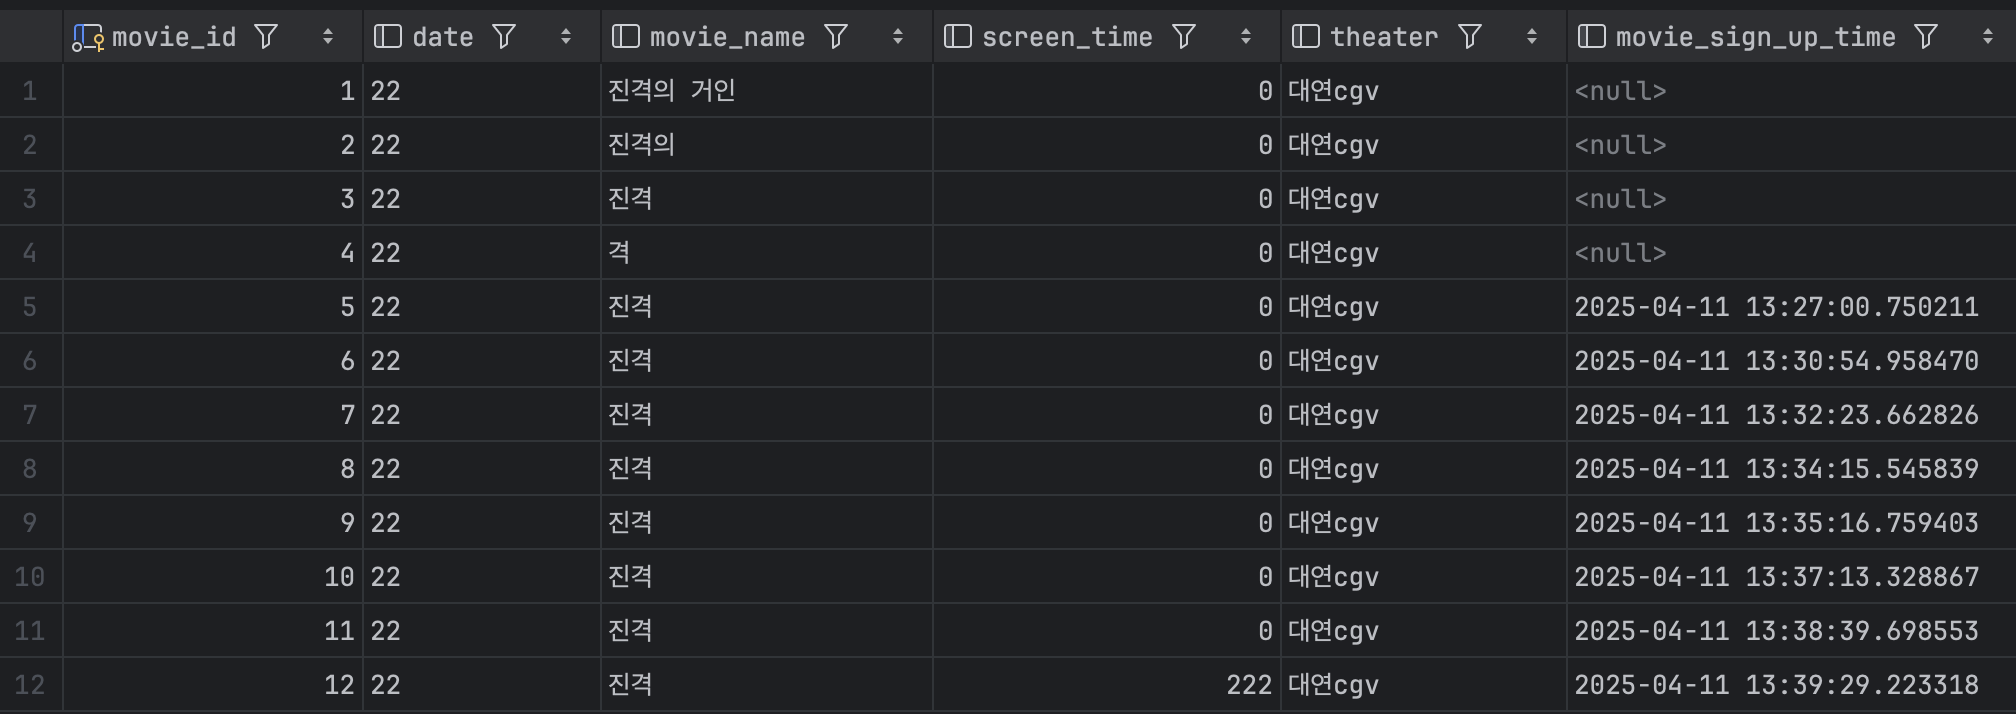 movie_id date movie_name screen_time theater movie_sign_up_time
1 1 22 진격의 거인 0 대연cgv <null>
2 2 22 진격의 0 대연cgv <null>
3 3 22 진격 0 대연cgv <null>
4 4 22 격 0 대연cgv <null>
5 5 22 진격 0 대연cgv 2025-04-11 13:27:00.750211
6 6 22 진격 0 대연cgv 2025-04-11 13:30:54.958470
7 7 22 진격 0 대연cgv 2025-04-11 13:32:23.662826
8 8 22 진격 0 대연cgv 2025-04-11 13:34:15.545839
9 9 22 진격 0 대연cgv 2025-04-11 13:35:16.759403
10 10 22 진격 0 대연cgv 2025-04-11 13:37:13.328867
11 11 22 진격 0 대연cgv 2025-04-11 13:38:39.698553
12 12 22 진격 222 대연cgv 2025-04-11 13:39:29.223318